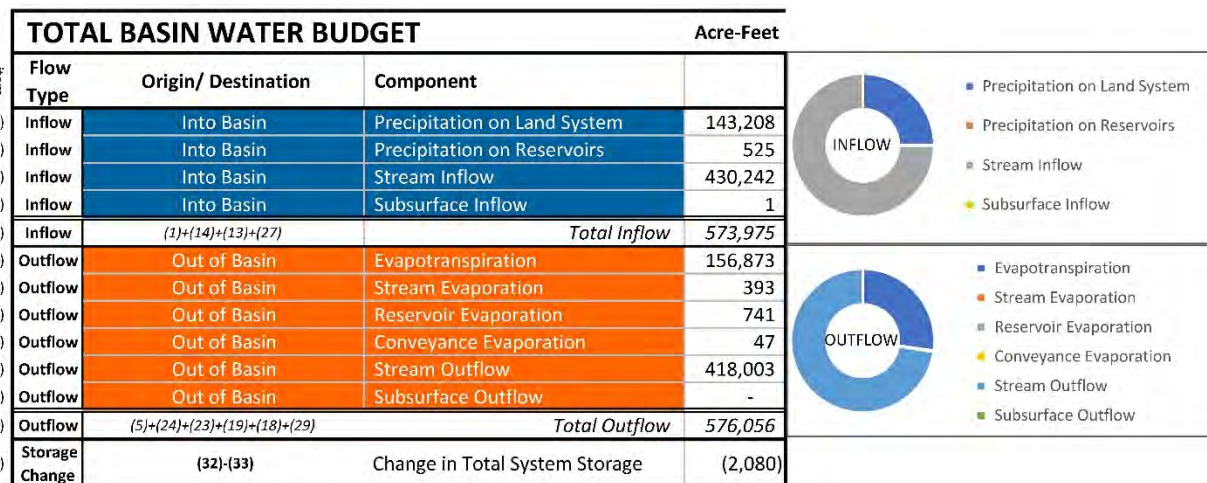 TOTAL BASIN WATER BUDGET Acre-Feet
Flow Type Origin/ Destination Component
) Inflow Into Basin Precipitation on Land System 143,208
) Inflow Into Basin Precipitation on Reservoirs 525
) Inflow Into Basin Stream Inflow 430,242
) Inflow Into Basin Subsurface Inflow 1
) Inflow (1)+(14)+(13)+(27) Total Inflow 573,975
) Outflow Out of Basin Evapotranspiration 156,873
) Outflow Out of Basin Stream Evaporation 393
) Outflow Out of Basin Reservoir Evaporation 741
) Outflow Out of Basin Conveyance Evaporation 47
) Outflow Out of Basin Stream Outflow 418,003
) Outflow Out of Basin Subsurface Outflow -
) Outflow (5)+(24)+(23)+(19)+(18)+(29) Total Outflow 576,056
) Storage Change (32)-(33) Change in Total System Storage (2,080)
INFLOW
Precipitation on Land System
Precipitation on Reservoirs
Stream Inflow
Subsurface Inflow
OUTFLOW
Evapotranspiration
Stream Evaporation
Reservoir Evaporation
Conveyance Evaporation
Stream Outflow
Subsurface Outflow